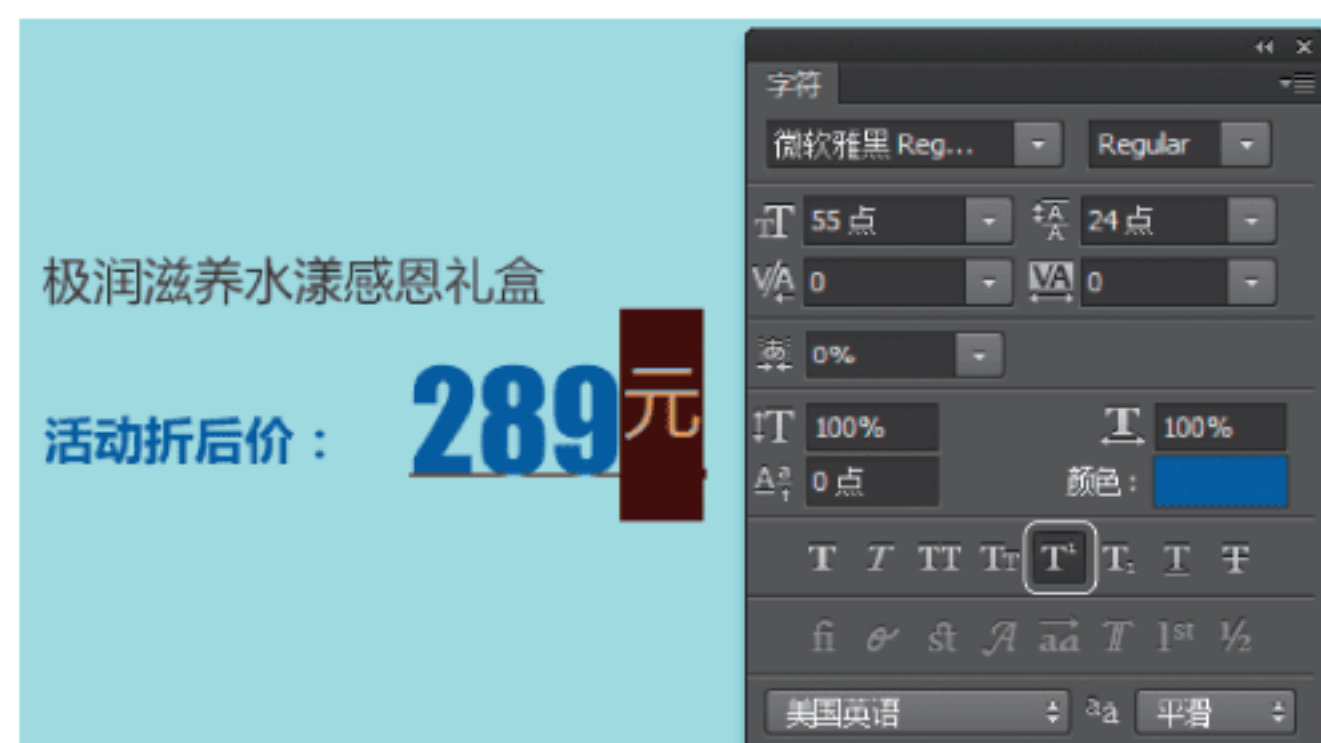 极润滋养水漾感恩礼盒
活动折后价：
289元
字符
微软雅黑 Reg... Regular
55 点 24 点
0 0
0%
100% 100%
0 点 颜色：
T T TT Tт T¹ T₁ T T
fi st A aa T 1st ½
美国英语 aa 平滑